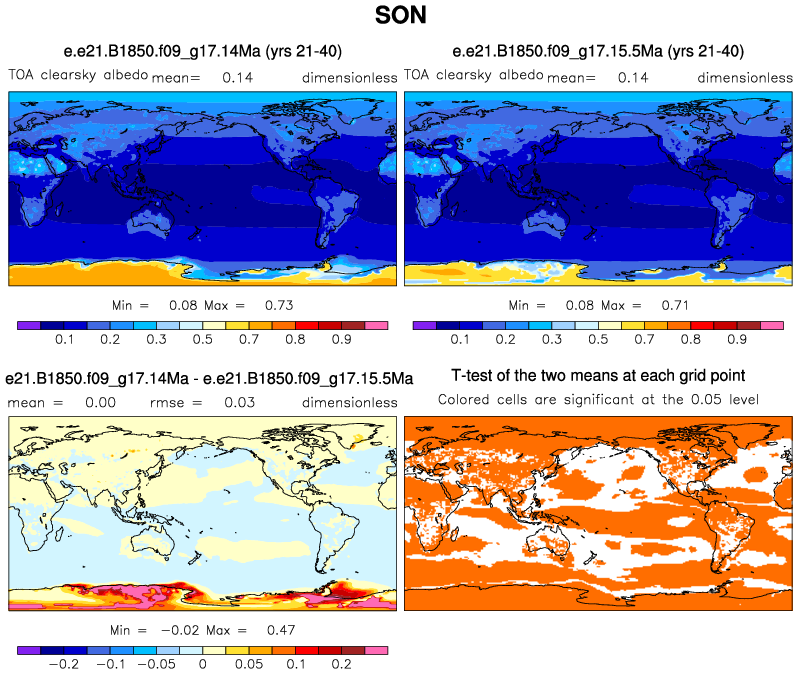 SON
e.e21.B1850.f09_g17.14Ma (yrs 21-40)
TOA clearsky albedo mean= 0.14 dimensionless
Min = 0.08 Max = 0.73
0.1 0.2 0.3 0.5 0.7 0.8 0.9
e.e21.B1850.f09_g17.15.5Ma (yrs 21-40)
TOA clearsky albedo mean= 0.14 dimensionless
Min = 0.08 Max = 0.71
0.1 0.2 0.3 0.5 0.7 0.8 0.9
e21.B1850.f09_g17.14Ma - e.e21.B1850.f09_g17.15.5Ma
mean = 0.00 rmse = 0.03 dimensionless
Min = -0.02 Max = 0.47
-0.2 -0.1 -0.05 0 0.05 0.1 0.2
T-test of the two means at each grid point
Colored cells are significant at the 0.05 level